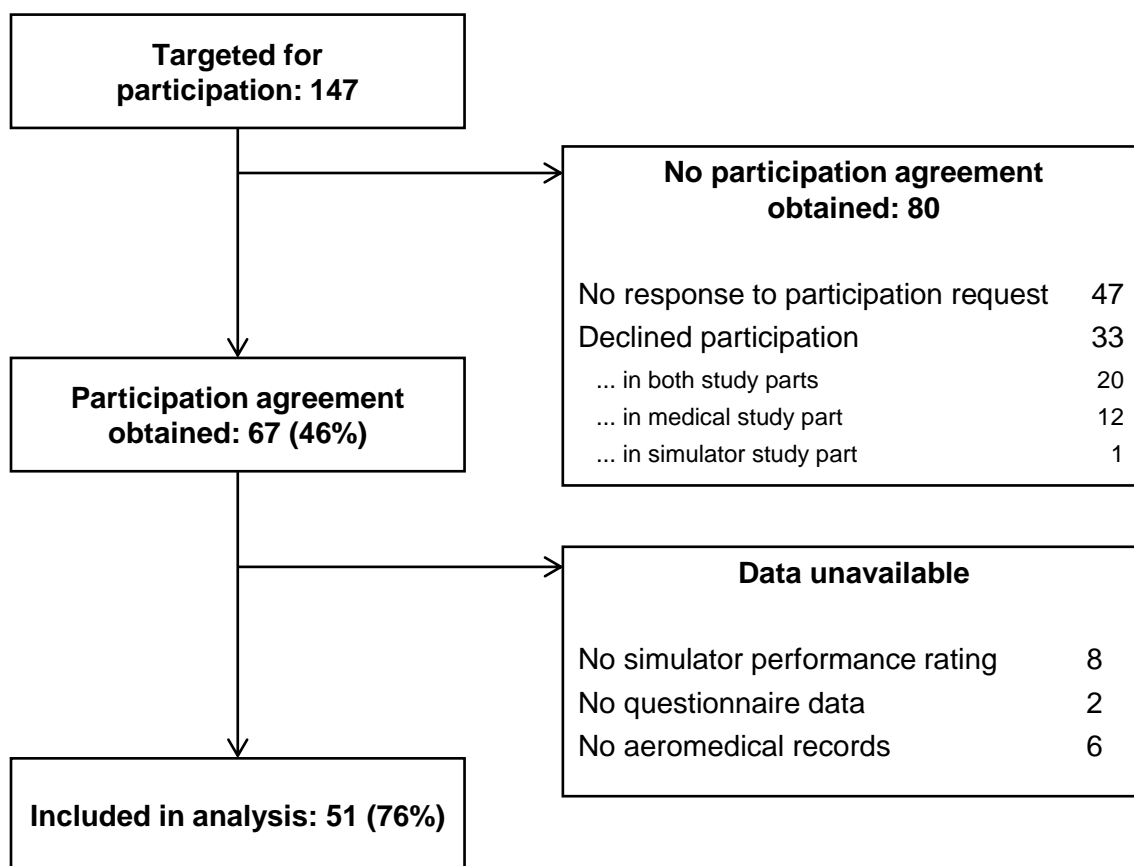 Targeted for
participation: 147
No participation agreement
obtained: 80
No response to participation request 47
Declined participation 33
... in both study parts 20
... in medical study part 12
... in simulator study part 1
Participation agreement
obtained: 67 (46%)
Data unavailable
No simulator performance rating 8
No questionnaire data 2
No aeromedical records 6
Included in analysis: 51 (76%)